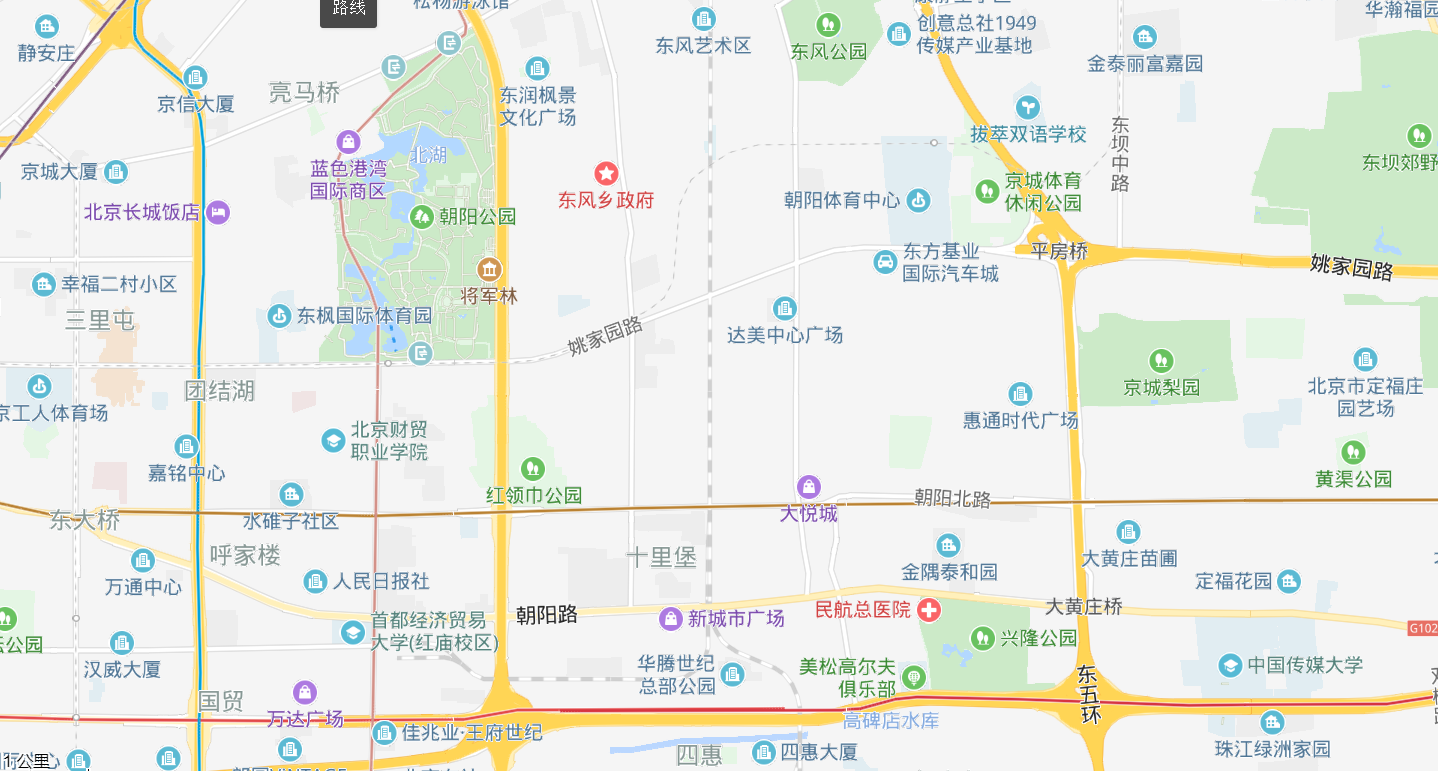 路线
静安庄
东风艺术区
东风公园
创意总社1949
传媒产业基地
金泰丽富嘉园
京信大厦
亮马桥
东润枫景
文化广场
拔萃双语学校
东坝中路
北湖
京城大厦
蓝色港湾
国际商区
东风乡政府
朝阳体育中心
京城体育
休闲公园
北京长城饭店
朝阳公园
东方基业
国际汽车城
平房桥
姚家园路
幸福二村小区
将军林
三里屯
东枫国际体育园
姚家园路
达美中心广场
团结湖
京城梨园
北京市定福庄
园艺场
京工人体育场
北京财贸
职业学院
惠通时代广场
嘉铭中心
红领巾公园
黄渠公园
东大桥
水碓子社区
大悦城
朝阳北路
呼家楼
十里堡
金隅泰和园
大黄庄苗圃
万通中心
人民日报社
定福花园
首都经济贸易
大学(红庙校区)
朝阳路
新城市广场
民航总医院
大黄庄桥
G102
兴隆公园
汉威大厦
华腾世纪
总部公园
美松高尔夫
俱乐部
中国传媒大学
国贸
万达广场
东五环
佳兆业·王府世纪
高碑店水库
珠江绿洲家园
四惠
四惠大厦
1公里